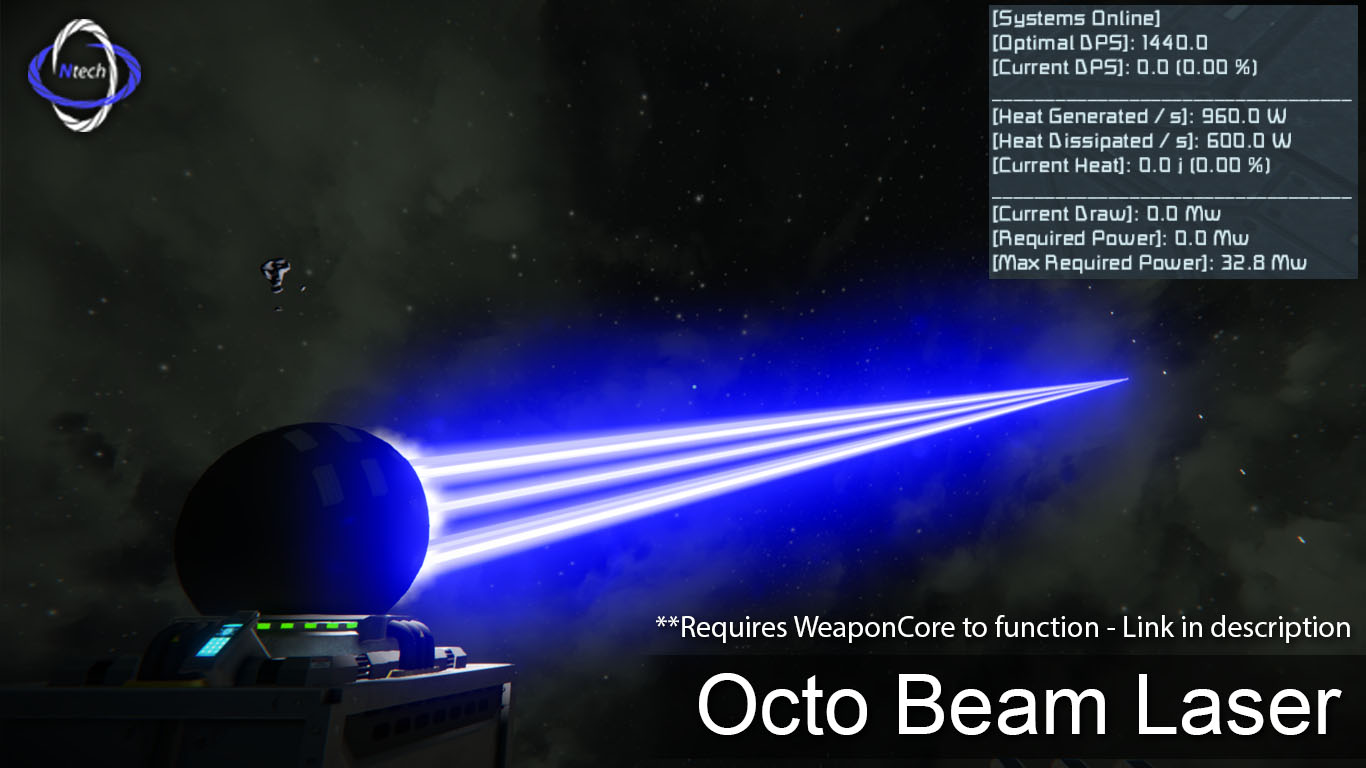 Ntech
[Systems Online]
[Optimal DPS]: 1440.0
[Current DPS]: 0.0 (0.00 %)
[Heat Generated / s]: 960.0 W
[Heat Dissipated / s]: 600.0 W
[Current Heat]: 0.0 j (0.00 %)
[Current Draw]: 0.0 Mw
[Required Power]: 0.0 Mw
[Max Required Power]: 32.8 Mw
**Requires WeaponCore to function - Link in description
Octo Beam Laser